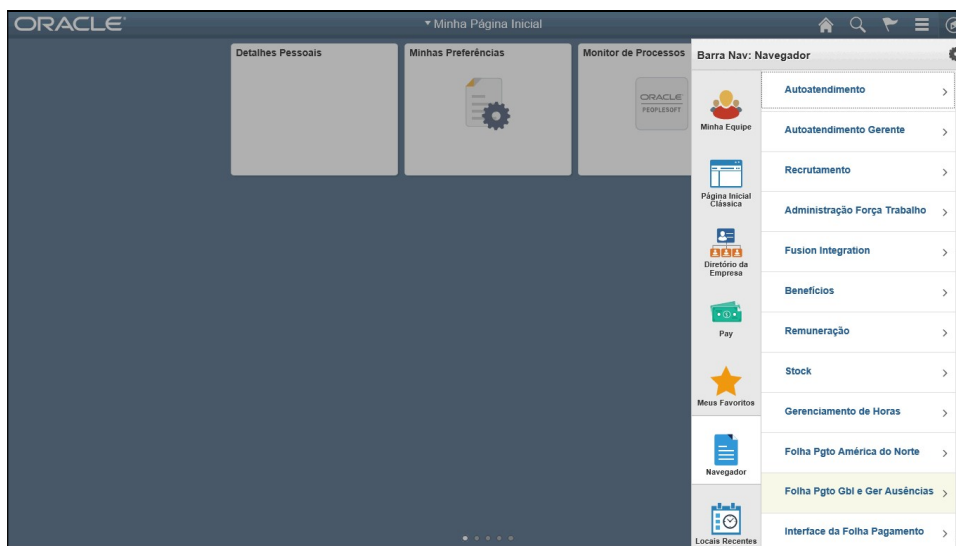 ORACLE
Minha Página Inicial
Detalhes Pessoais
Minhas Preferências
Monitor de Processos
ORACLE
PEOPLESOFT
Barra Nav: Navegador
Minha Equipe
Página Inicial
Clássica
Diretório da
Empresa
Pay
Meus Favoritos
Navegador
Locais Recentes
Autoatendimento
Autoatendimento Gerente
Recrutamento
Administração Força Trabalho
Fusion Integration
Benefícios
Remuneração
Stock
Gerenciamento de Horas
Folha Pgto América do Norte
Folha Pgto Gbl e Ger Ausências
Interface da Folha Pagamento